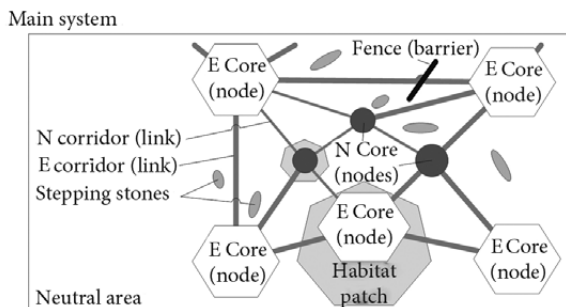 Main system
Fence (barrier)
E Core
(node)
E Core
(node)
N corridor (link)
E corridor (link)
Stepping stones
N Core
(nodes)
E Core
(node)
E Core
(node)
E Core
(node)
Habitat
patch
Neutral area